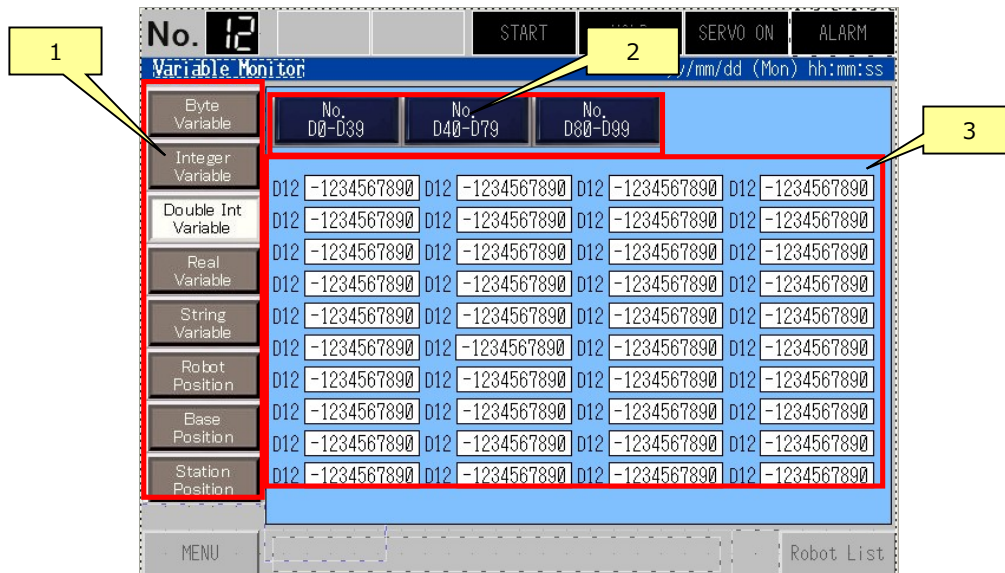 No. 12
START
SERVO ON
ALARM
1
2
3
Variable Monitor
/mm/dd (Mon) hh:mm:ss
Byte
Variable
Integer
Variable
Double Int
Variable
Real
Variable
String
Variable
Robot
Position
Base
Position
Station
Position
No.
D0-D39
No.
D40-D79
No.
D80-D99
D12 -1234567890 D12 -1234567890 D12 -1234567890 D12 -1234567890
D12 -1234567890 D12 -1234567890 D12 -1234567890 D12 -1234567890
D12 -1234567890 D12 -1234567890 D12 -1234567890 D12 -1234567890
D12 -1234567890 D12 -1234567890 D12 -1234567890 D12 -1234567890
D12 -1234567890 D12 -1234567890 D12 -1234567890 D12 -1234567890
D12 -1234567890 D12 -1234567890 D12 -1234567890 D12 -1234567890
D12 -1234567890 D12 -1234567890 D12 -1234567890 D12 -1234567890
D12 -1234567890 D12 -1234567890 D12 -1234567890 D12 -1234567890
D12 -1234567890 D12 -1234567890 D12 -1234567890 D12 -1234567890
D12 -1234567890 D12 -1234567890 D12 -1234567890 D12 -1234567890
MENU
Robot List